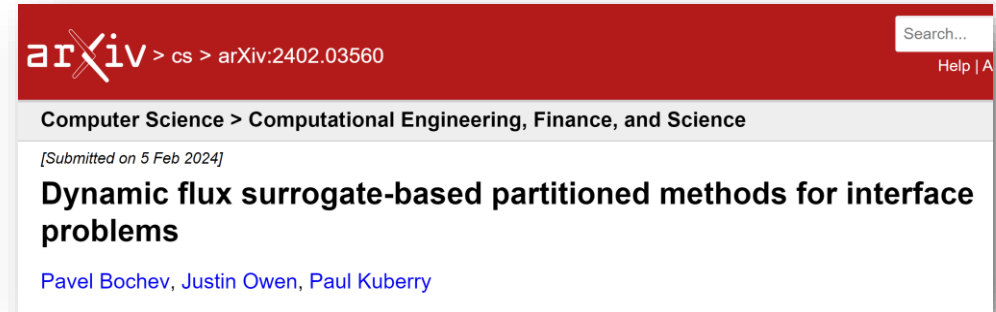 arXiv > cs > arXiv:2402.03560
Search...
Help | A
Computer Science > Computational Engineering, Finance, and Science
[Submitted on 5 Feb 2024]
Dynamic flux surrogate-based partitioned methods for interface
problems
Pavel Bochev, Justin Owen, Paul Kuberry